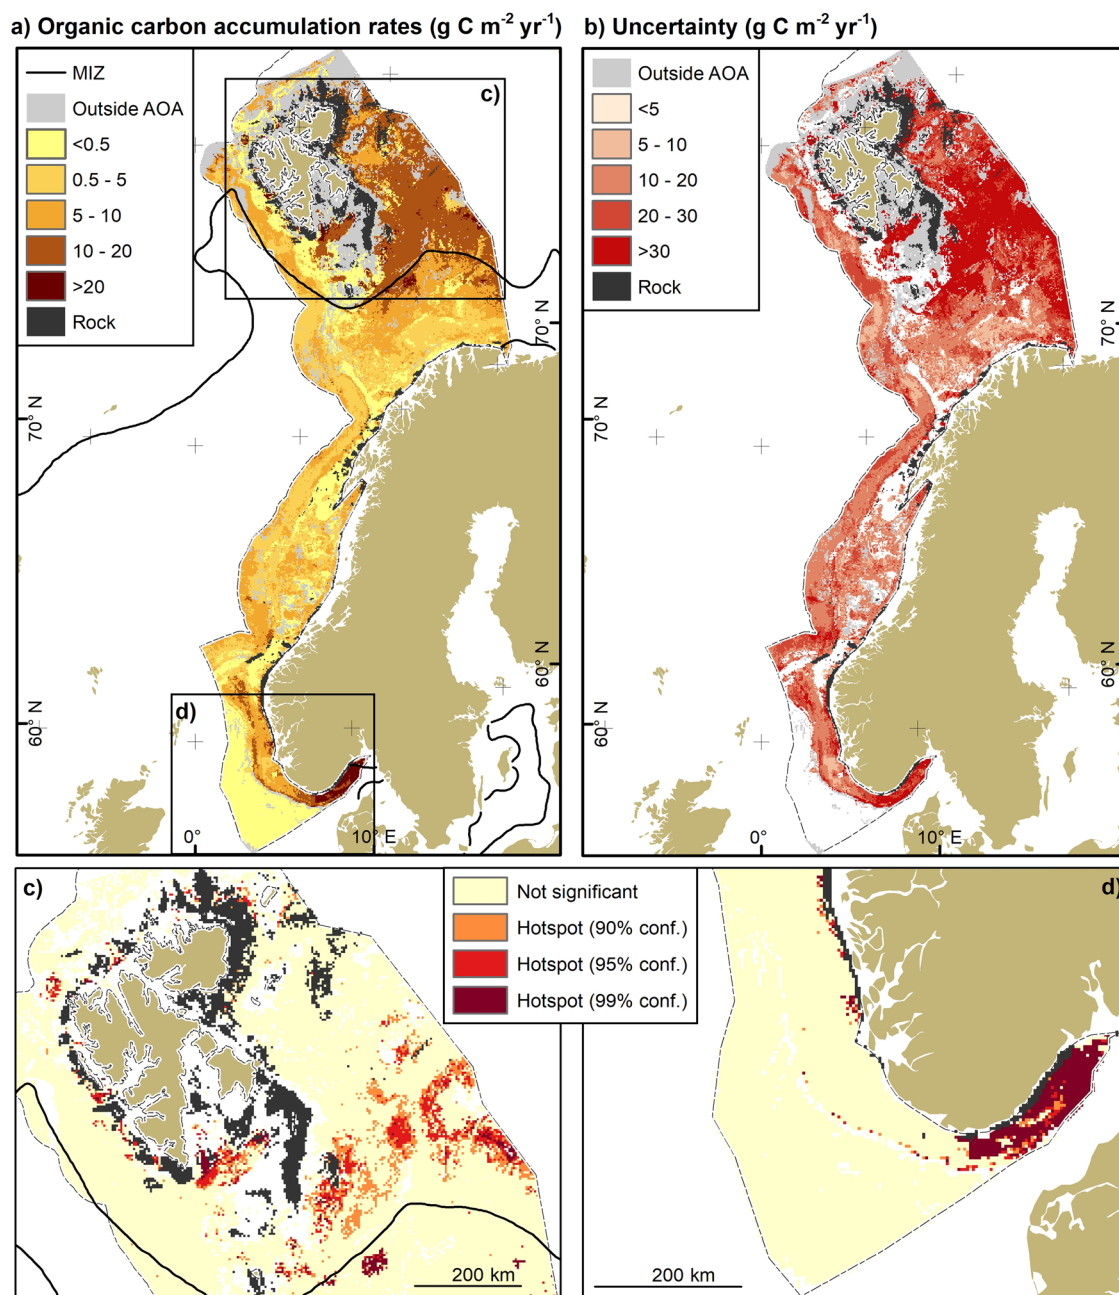 a) Organic carbon accumulation rates (g C m⁻² yr⁻¹)
MIZ
Outside AOA
<0.5
0.5 - 5
5 - 10
10 - 20
>20
Rock
c)
70° N
70° N
60° N
60° N
d)
0°
10° E
b) Uncertainty (g C m⁻² yr⁻¹)
Outside AOA
<5
5 - 10
10 - 20
20 - 30
>30
Rock
70° N
70° N
60° N
60° N
0°
10° E
c)
Not significant
Hotspot (90% conf.)
Hotspot (95% conf.)
Hotspot (99% conf.)
200 km
d)
200 km